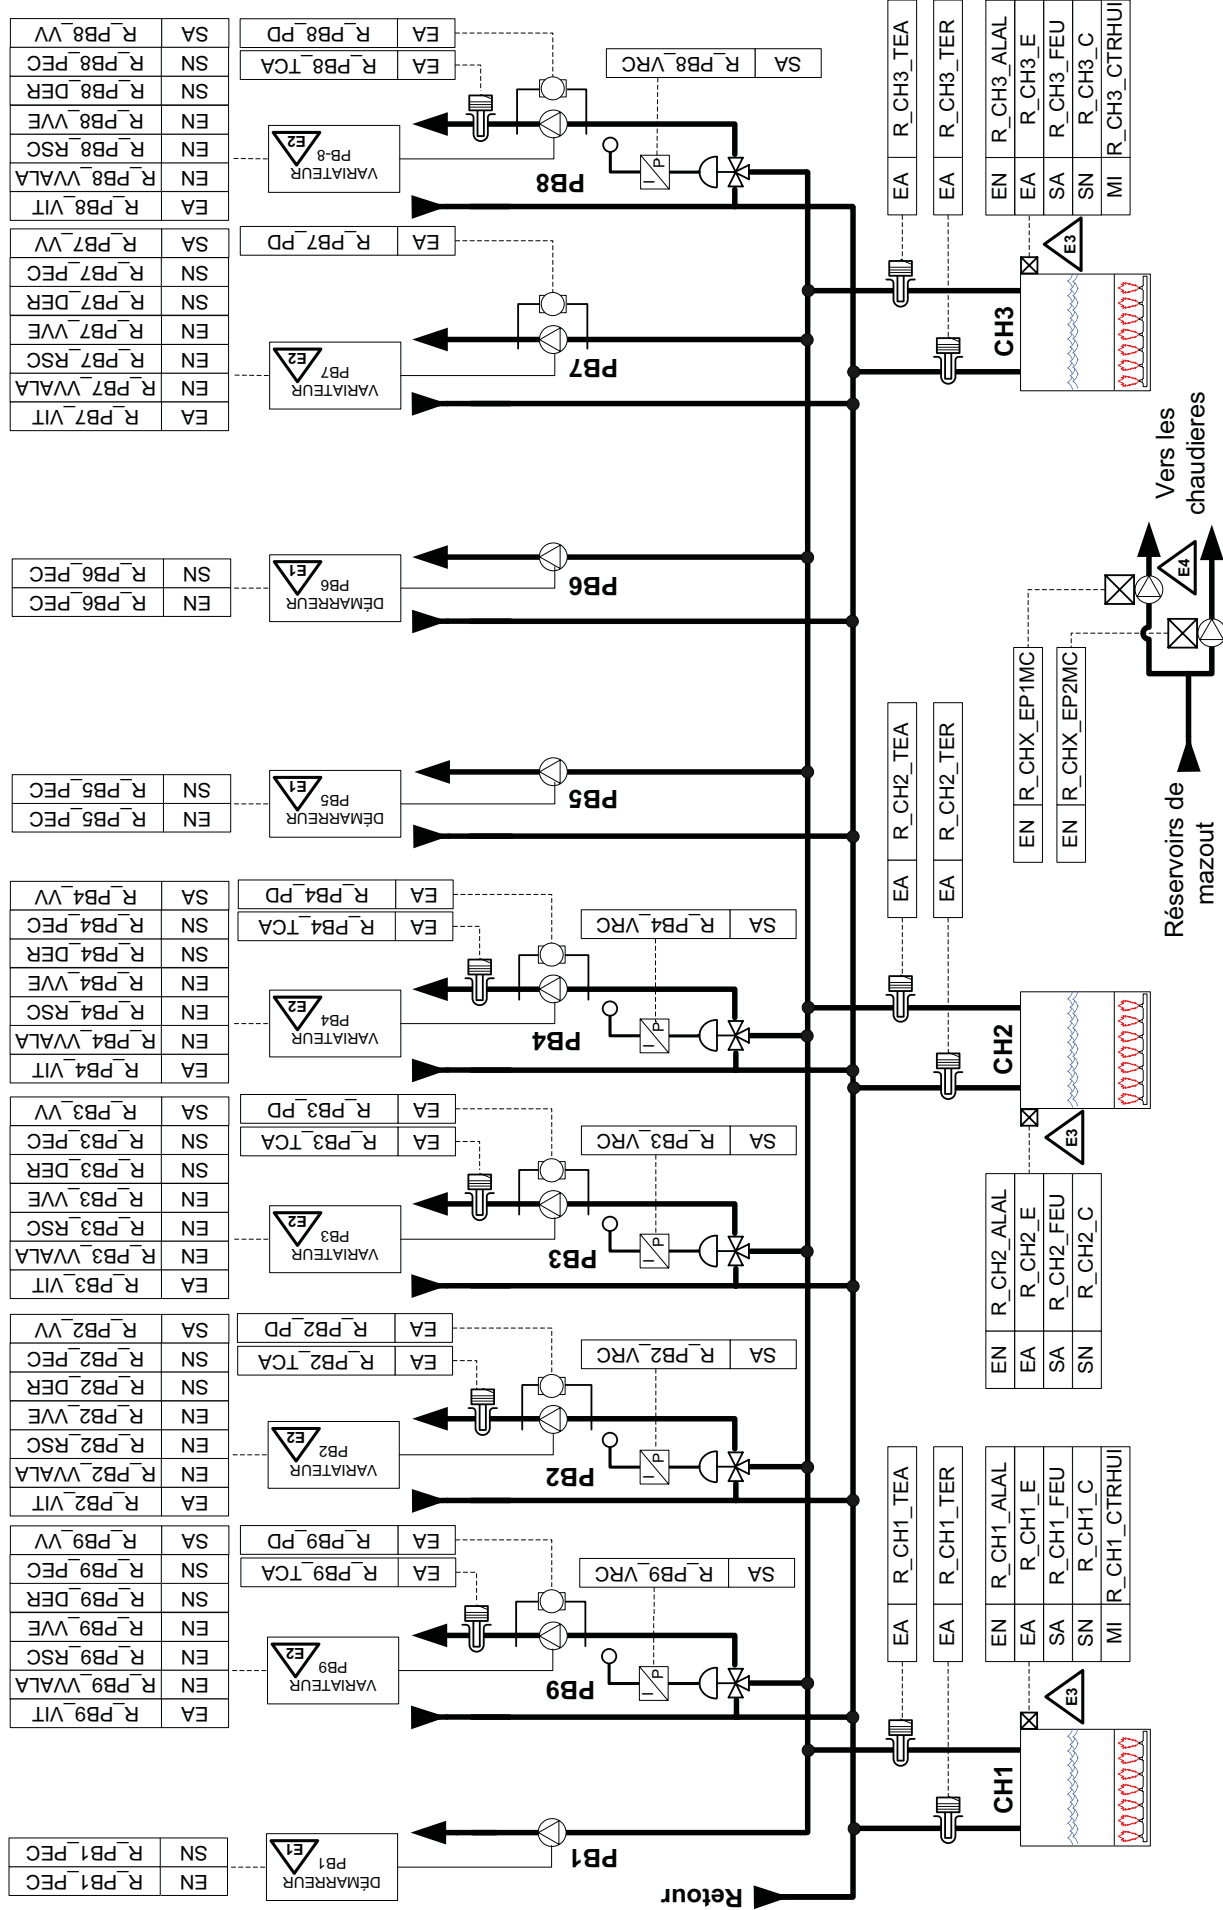 R_PB8_VV SA
R_PB8_PEC SN
R_PB8_DER SN
R_PB8_VVE EN
R_PB8_RSC EN
R_PB8_VVALA EN
R_PB8_VIT EA
R_PB8_PD EA
R_PB8_TCA EA
VARIATEUR
PB-8
E2
PB8
I P
R_PB8_VRC SA
R_PB7_VV SA
R_PB7_PEC SN
R_PB7_DER SN
R_PB7_VVE EN
R_PB7_RSC EN
R_PB7_VVALA EN
R_PB7_VIT EA
R_PB7_PD EA
VARIATEUR
PB7
E2
PB7
R_PB6_PEC SN
R_PB6_PEC EN
DÉMARREUR
PB6
E1
PB6
R_PB5_PEC SN
R_PB5_PEC EN
DÉMARREUR
PB5
E1
PB5
R_PB4_VV SA
R_PB4_PEC SN
R_PB4_DER SN
R_PB4_VVE EN
R_PB4_RSC EN
R_PB4_VVALA EN
R_PB4_VIT EA
R_PB4_PD EA
R_PB4_TCA EA
VARIATEUR
PB4
E2
PB4
I P
R_PB4_VRC SA
R_PB3_VV SA
R_PB3_PEC SN
R_PB3_DER SN
R_PB3_VVE EN
R_PB3_RSC EN
R_PB3_VVALA EN
R_PB3_VIT EA
R_PB3_PD EA
R_PB3_TCA EA
VARIATEUR
PB3
E2
PB3
I P
R_PB3_VRC SA
R_PB2_VV SA
R_PB2_PEC SN
R_PB2_DER SN
R_PB2_VVE EN
R_PB2_RSC EN
R_PB2_VVALA EN
R_PB2_VIT EA
R_PB2_PD EA
R_PB2_TCA EA
VARIATEUR
PB2
E2
PB2
I P
R_PB2_VRC SA
R_PB9_VV SA
R_PB9_PEC SN
R_PB9_DER SN
R_PB9_VVE EN
R_PB9_RSC EN
R_PB9_VVALA EN
R_PB9_VIT EA
R_PB9_PD EA
R_PB9_TCA EA
VARIATEUR
PB9
E2
PB9
I P
R_PB9_VRC SA
R_PB1_PEC SN
R_PB1_PEC EN
DÉMARREUR
PB1
E1
PB1
Retour
EA R_CH1_TEA
EA R_CH1_TER
EN R_CH1_ALAL
EA R_CH1_E
SA R_CH1_FEU
SN R_CH1_C
MI R_CH1_CTRHUI
CH1
E3
EA R_CH2_TEA
EA R_CH2_TER
EN R_CH2_ALAL
EA R_CH2_E
SA R_CH2_FEU
SN R_CH2_C
CH2
E3
EA R_CH3_TEA
EA R_CH3_TER
EN R_CH3_ALAL
EA R_CH3_E
SA R_CH3_FEU
SN R_CH3_C
MI R_CH3_CTRHUI
CH3
E3
EN R_CHX_EP1MC
EN R_CHX_EP2MC
Réservoirs de
mazout
E4
Vers les
chaudieres